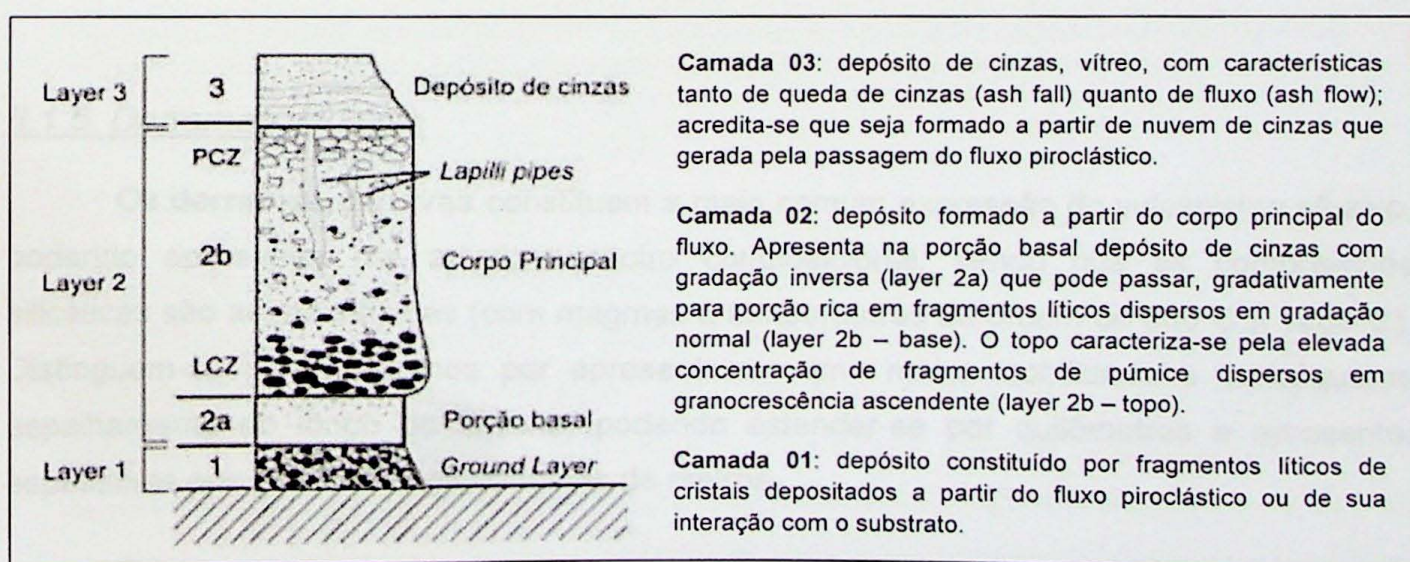 Layer 3
3
Depósito de cinzas
PCZ
Lapilli pipes
Layer 2
2b
Corpo Principal
LCZ
2a
Porção basal
Layer 1
1
Ground Layer
Camada 03: depósito de cinzas, vítreo, com características
tanto de queda de cinzas (ash fall) quanto de fluxo (ash flow);
acredita-se que seja formado a partir de nuvem de cinzas que
gerada pela passagem do fluxo piroclástico.
Camada 02: depósito formado a partir do corpo principal do
fluxo. Apresenta na porção basal depósito de cinzas com
gradação inversa (layer 2a) que pode passar, gradativamente
para porção rica em fragmentos líticos dispersos em gradação
normal (layer 2b – base). O topo caracteriza-se pela elevada
concentração de fragmentos de púmice dispersos em
granocrescência ascendente (layer 2b – topo).
Camada 01: depósito constituído por fragmentos líticos de
cristais depositados a partir do fluxo piroclástico ou de sua
interação com o substrato.